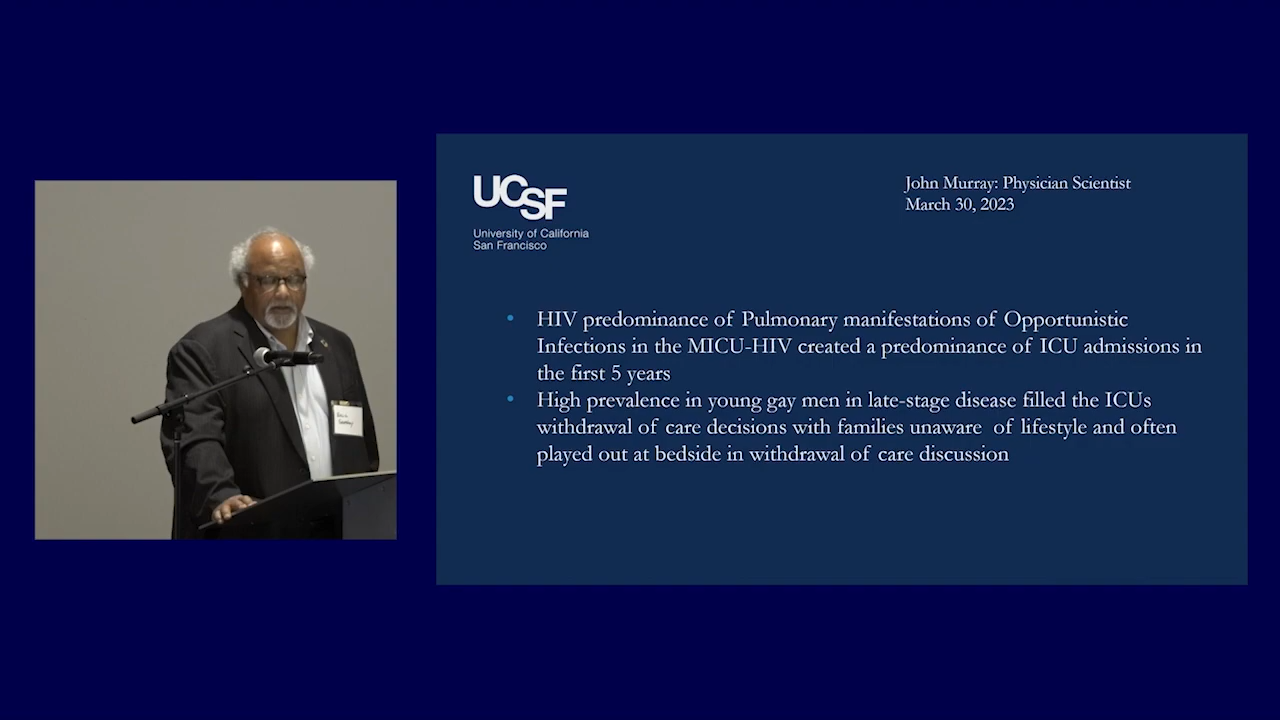 UCSF
University of California
San Francisco
John Murray: Physician Scientist
March 30, 2023
• HIV predominance of Pulmonary manifestations of Opportunistic
Infections in the MICU-HIV created a predominance of ICU admissions in
the first 5 years
• High prevalence in young gay men in late-stage disease filled the ICUs
withdrawal of care decisions with families unaware of lifestyle and often
played out at bedside in withdrawal of care discussion